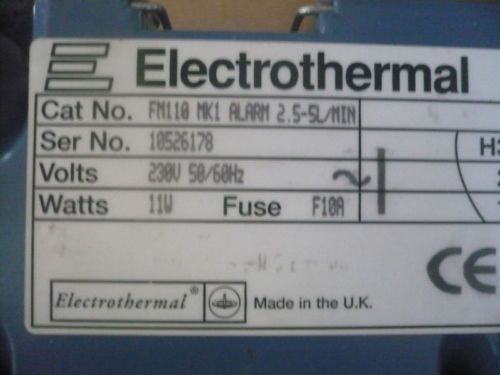 Electrothermal
Cat No. FM110 MK1 ALARM 2.5-5L/MIN
Ser No. 10526178
Volts 230V 50/60Hz
Watts 11W Fuse F10A
CE
Electrothermal ® Made in the U.K.